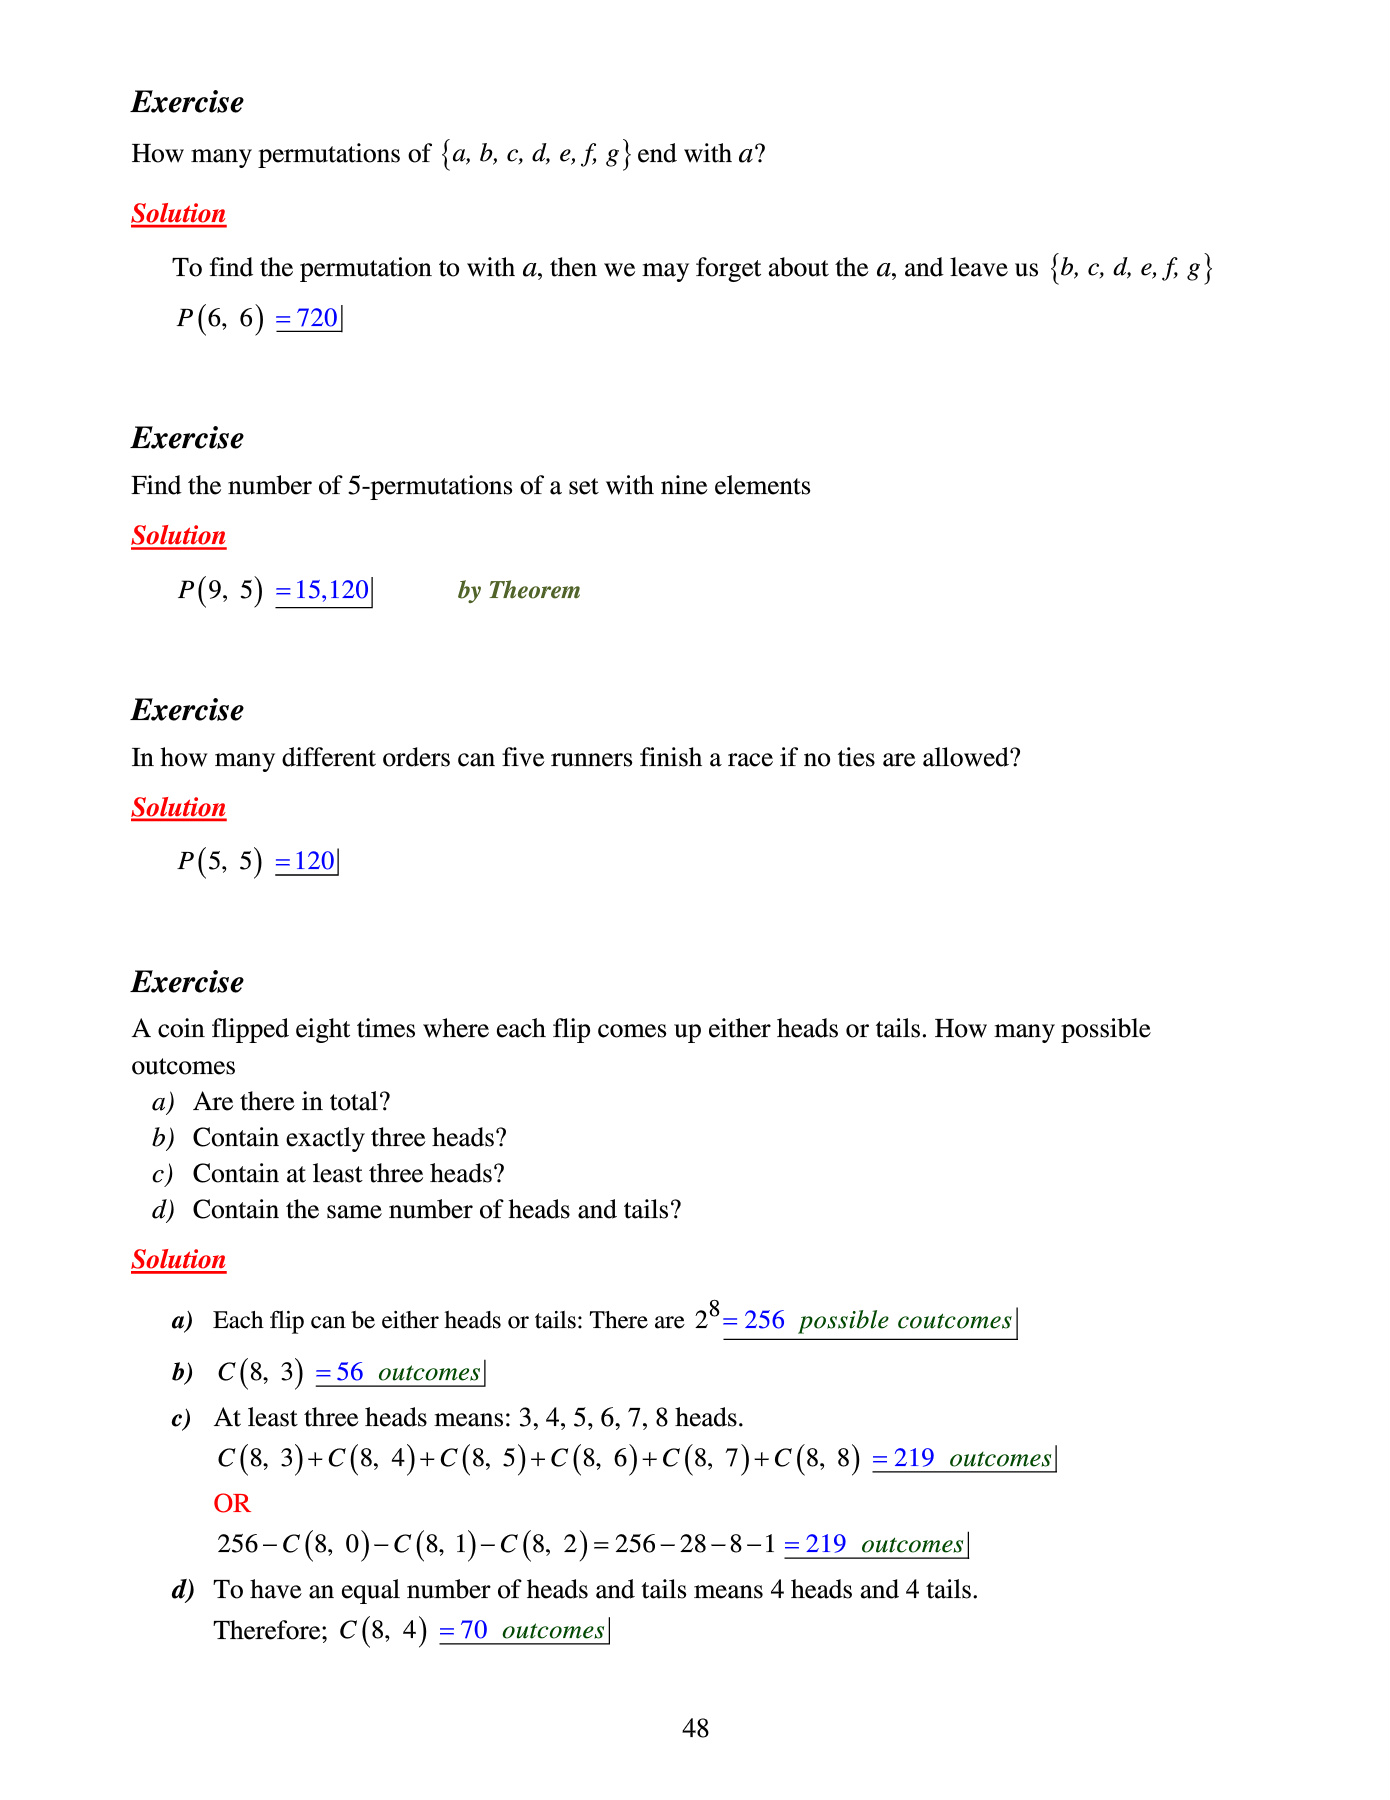 Exercise
How many permutations of {a, b, c, d, e, f, g} end with a?
Solution
To find the permutation to with a, then we may forget about the a, and leave us {b, c, d, e, f, g}
P(6, 6) = 720
Exercise
Find the number of 5-permutations of a set with nine elements
Solution
P(9, 5) = 15,120 by Theorem
Exercise
In how many different orders can five runners finish a race if no ties are allowed?
Solution
P(5, 5) = 120
Exercise
A coin flipped eight times where each flip comes up either heads or tails. How many possible
outcomes
a) Are there in total?
b) Contain exactly three heads?
c) Contain at least three heads?
d) Contain the same number of heads and tails?
Solution
a) Each flip can be either heads or tails: There are 2^8 = 256 possible coutcomes
b) C(8, 3) = 56 outcomes
c) At least three heads means: 3, 4, 5, 6, 7, 8 heads.
C(8, 3)+C(8, 4)+C(8, 5)+C(8, 6)+C(8, 7)+C(8, 8) = 219 outcomes
OR
256−C(8, 0)−C(8, 1)−C(8, 2)=256−28−8−1 = 219 outcomes
d) To have an equal number of heads and tails means 4 heads and 4 tails.
Therefore; C(8, 4) = 70 outcomes
48